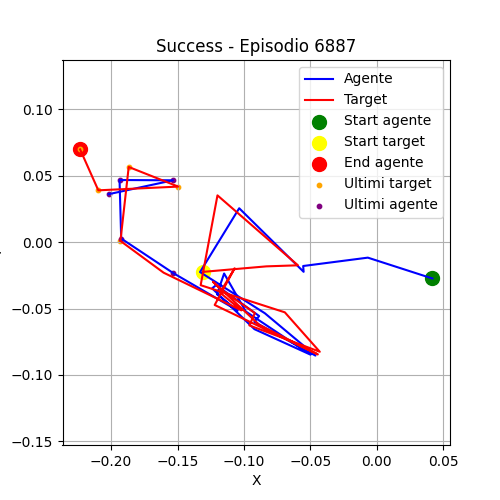 Success - Episodio 6887
Agente
Target
Start agente
Start target
End agente
Ultimi target
Ultimi agente
0.10
0.05
0.00
−0.05
−0.10
−0.15
−0.20
−0.15
−0.10
−0.05
0.00
0.05
X